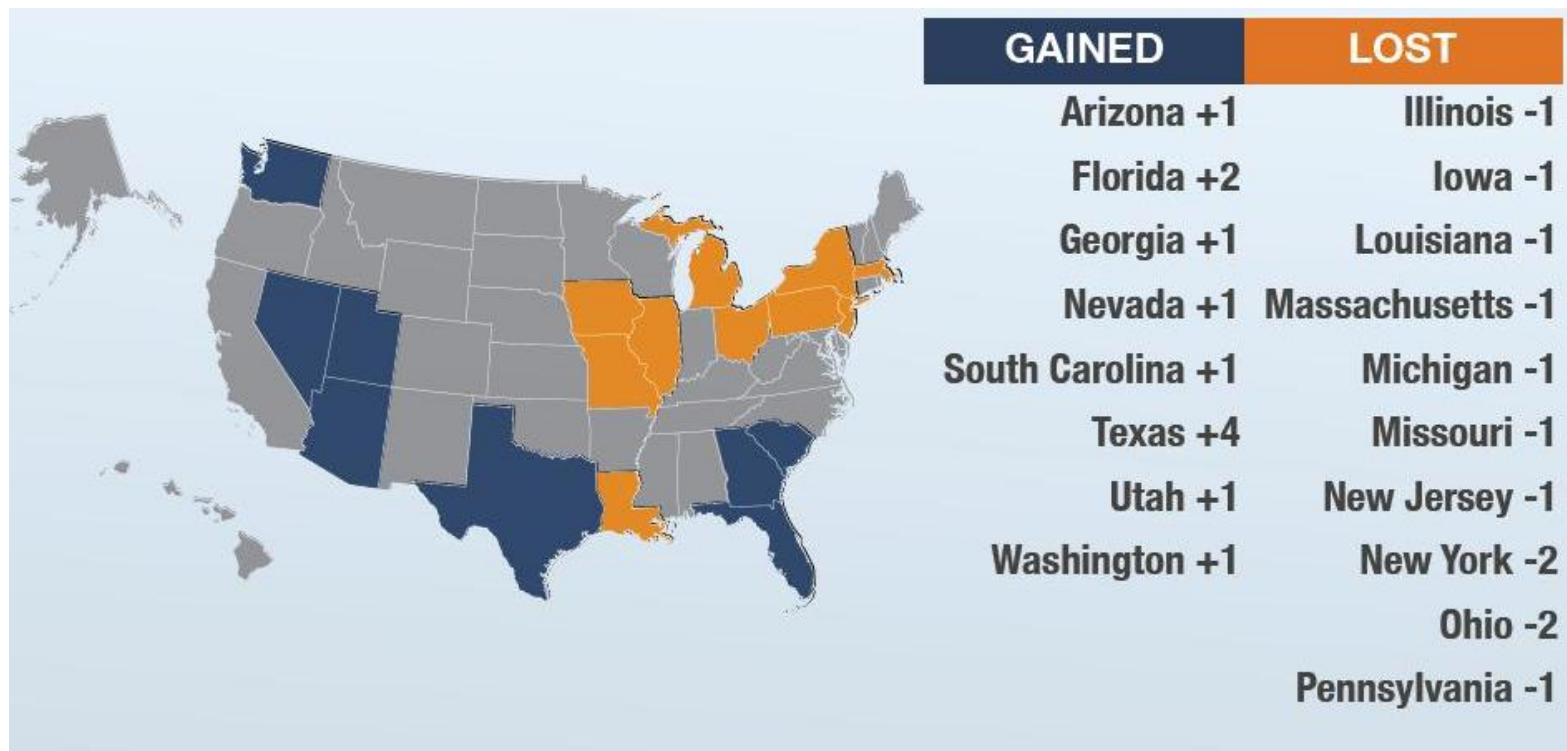 GAINED LOST
Arizona +1 Illinois -1
Florida +2 Iowa -1
Georgia +1 Louisiana -1
Nevada +1 Massachusetts -1
South Carolina +1 Michigan -1
Texas +4 Missouri -1
Utah +1 New Jersey -1
Washington +1 New York -2
Ohio -2
Pennsylvania -1